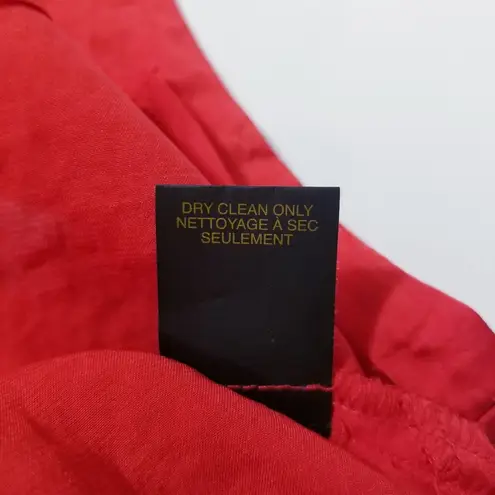 DRY CLEAN ONLY
NETTOYAGE À SEC
SEULEMENT